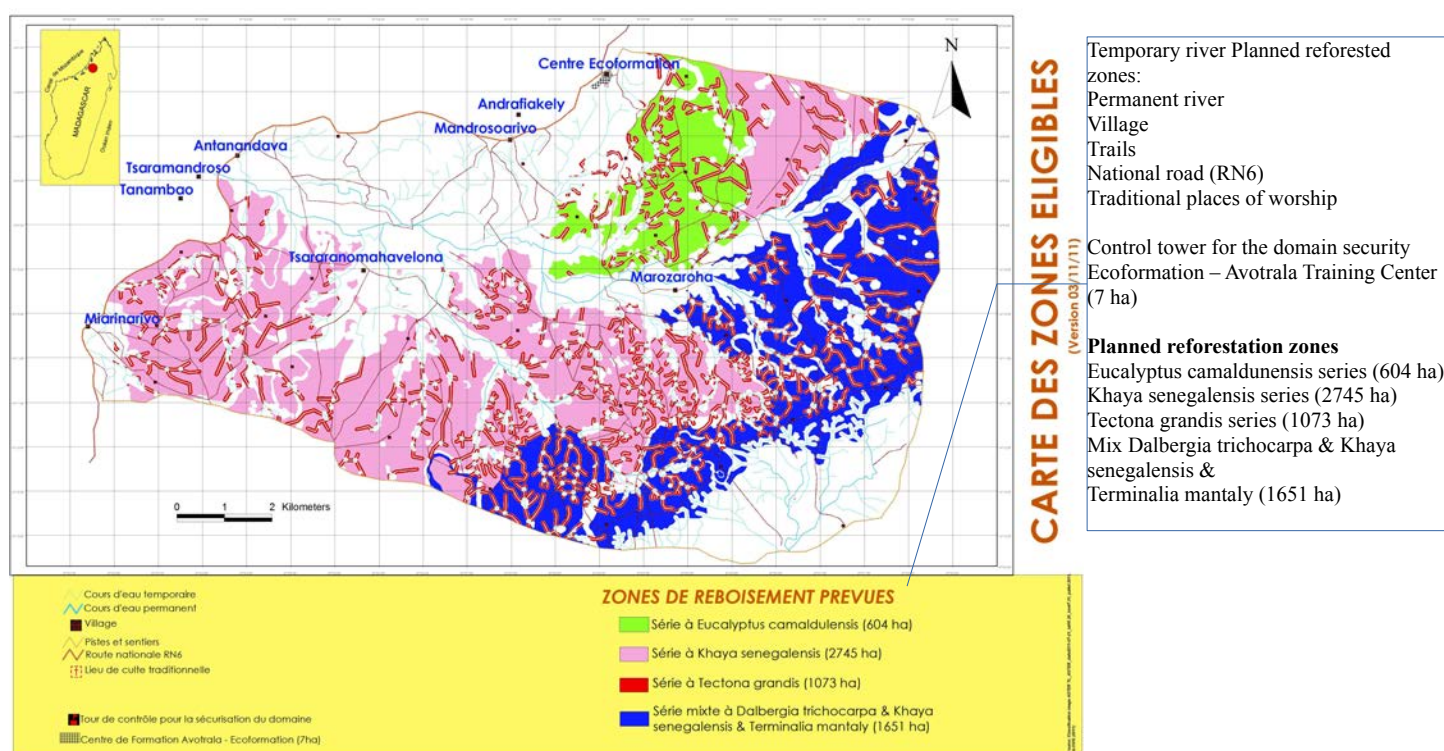 Canal de Mozambique
MADAGASCAR
Océan Indien
N
Centre Ecoformation
Andrafiakely
Mandrosoarivo
Antanandava
Tsaramandroso
Tanambao
Tsararanomahavelona
Marozaroha
Miarinarivo
0 1 2 Kilometers
CARTE DES ZONES ELIGIBLES
(Version 03/11/11)
Temporary river Planned reforested
zones:
Permanent river
Village
Trails
National road (RN6)
Traditional places of worship
Control tower for the domain security
Ecoformation – Avotrala Training Center
(7 ha)
Planned reforestation zones
Eucalyptus camaldunensis series (604 ha)
Khaya senegalensis series (2745 ha)
Tectona grandis series (1073 ha)
Mix Dalbergia trichocarpa & Khaya
senegalensis &
Terminalia mantaly (1651 ha)
Cours d'eau temporaire
Cours d'eau permanent
Village
Pistes et sentiers
Route nationale RN6
Lieu de culte traditionnelle
Tour de contrôle pour la sécurisation du domaine
Centre de Formation Avotrala - Ecoformation (7ha)
ZONES DE REBOISEMENT PREVUES
Série à Eucalyptus camaldulensis (604 ha)
Série à Khaya senegalensis (2745 ha)
Série à Tectona grandis (1073 ha)
Série mixte à Dalbergia trichocarpa & Khaya
senegalensis & Terminalia mantaly (1651 ha)